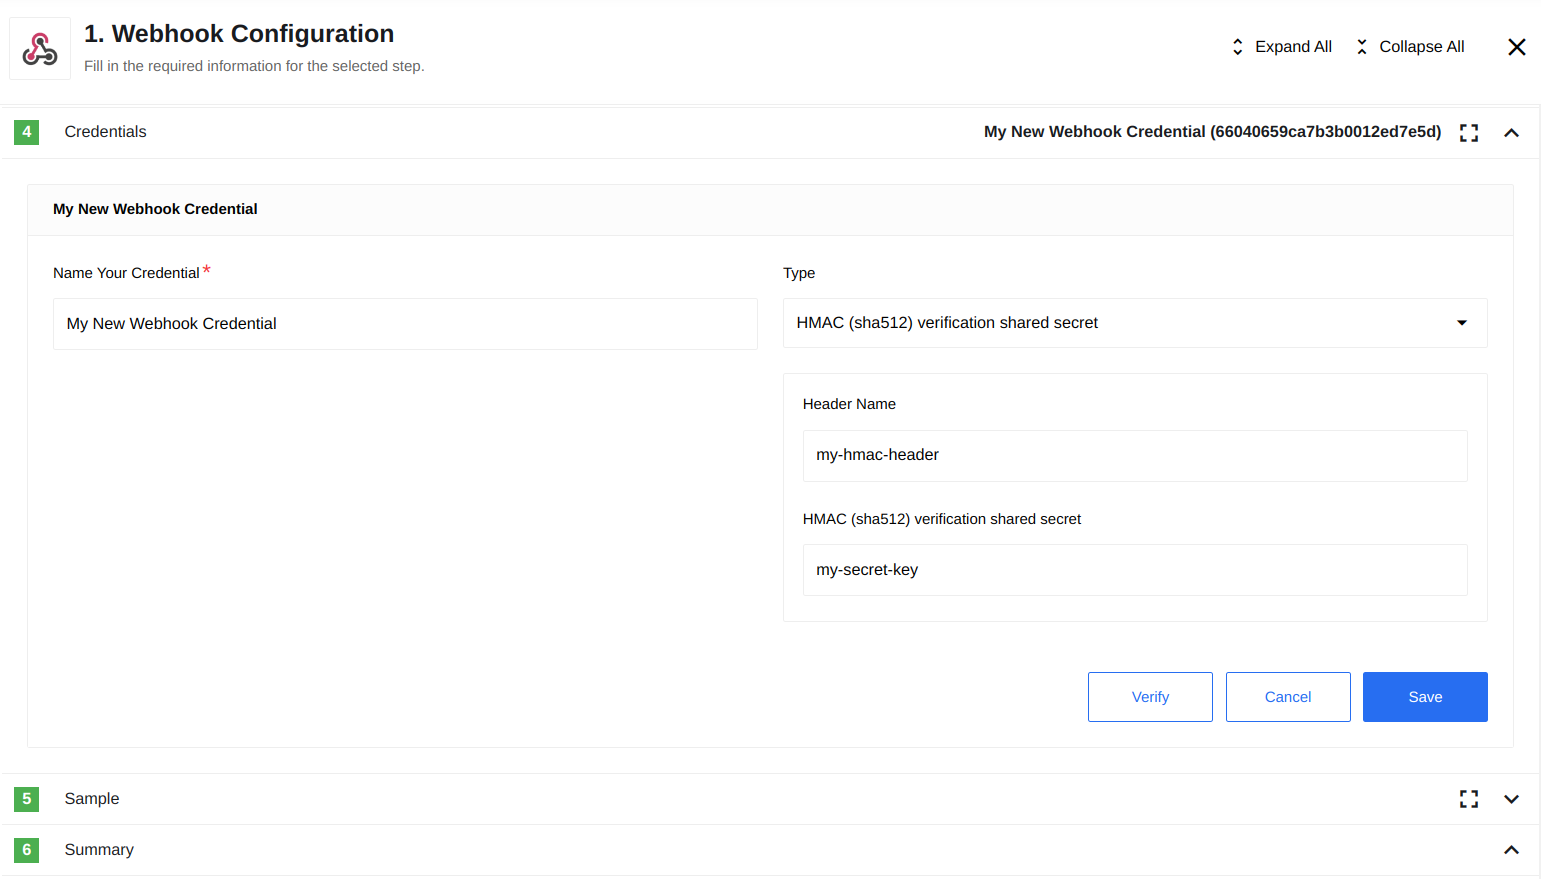 1. Webhook Configuration
Fill in the required information for the selected step.
Expand All
Collapse All
4
Credentials
My New Webhook Credential (66040659ca7b3b0012ed7e5d)
My New Webhook Credential
Name Your Credential*
My New Webhook Credential
Type
HMAC (sha512) verification shared secret
Header Name
my-hmac-header
HMAC (sha512) verification shared secret
my-secret-key
Verify
Cancel
Save
5
Sample
6
Summary